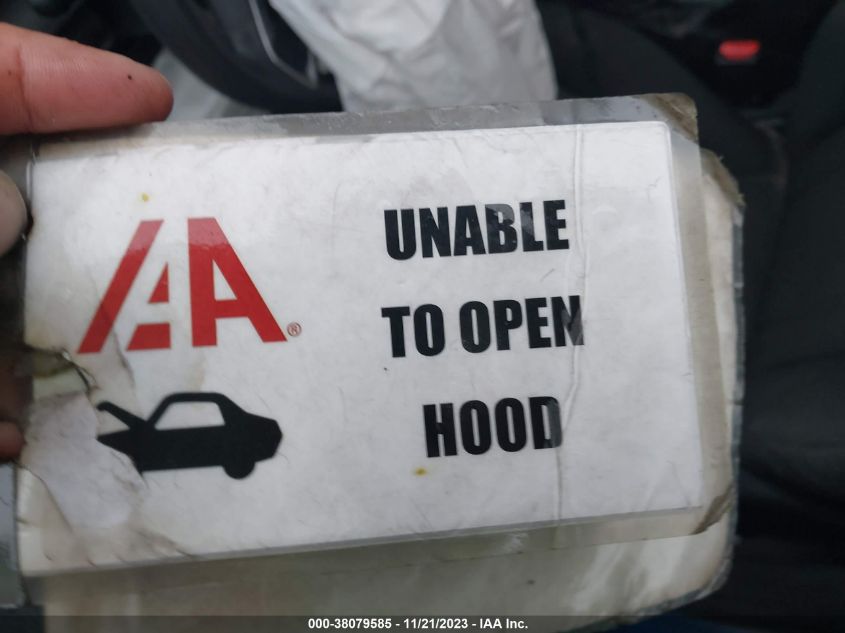 IAA®
UNABLE
TO OPEN
HOOD
000-38079585 - 11/21/2023 - IAA Inc.